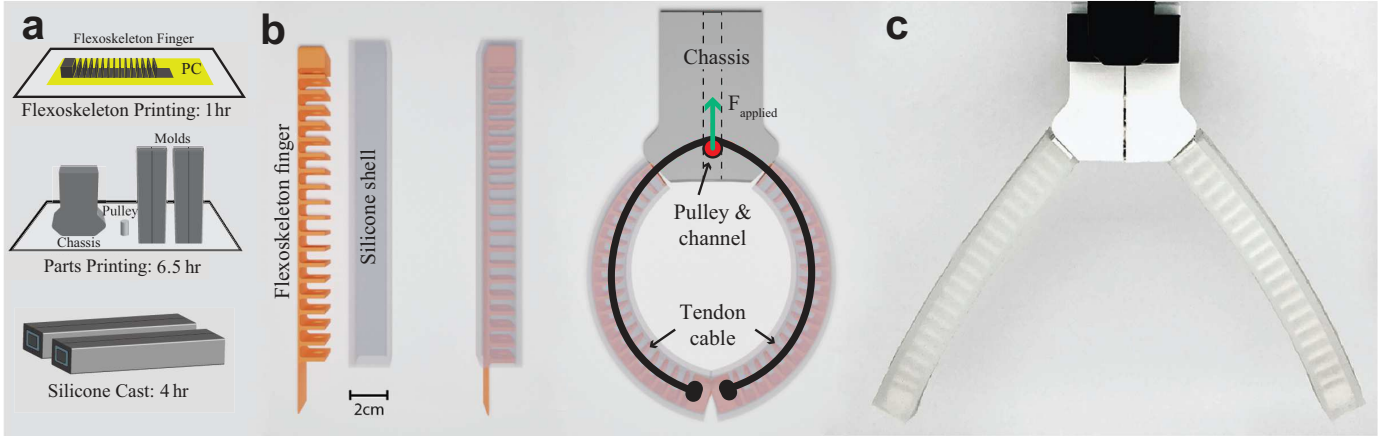 a
Flexoskeleton Finger
PC
Flexoskeleton Printing: 1hr
Molds
Pulley
Chassis
Parts Printing: 6.5 hr
Silicone Cast: 4 hr
b
Flexoskeleton finger
Silicone shell
2cm
Chassis
F applied
Pulley &
channel
Tendon
cable
c